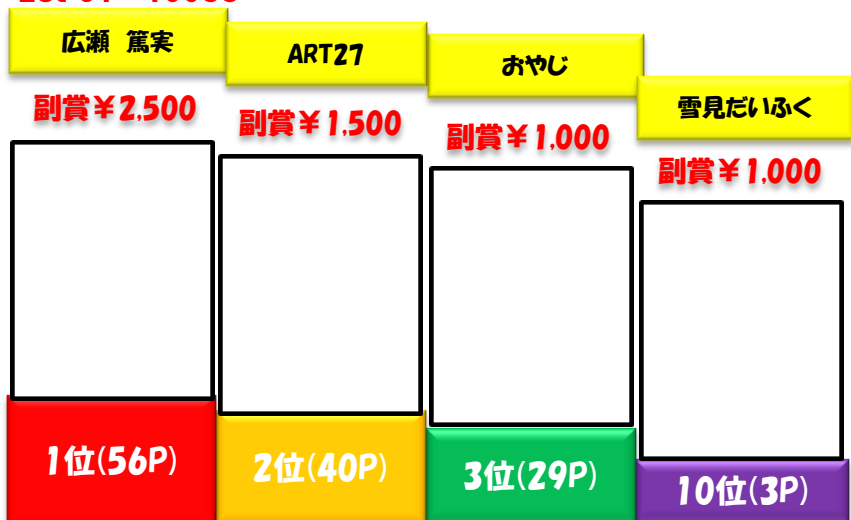 広瀬 篤実
ART27
おやじ
雪見だいふく
副賞￥2,500
副賞￥1,500
副賞￥1,000
副賞￥1,000
1位(56P)
2位(40P)
3位(29P)
10位(3P)